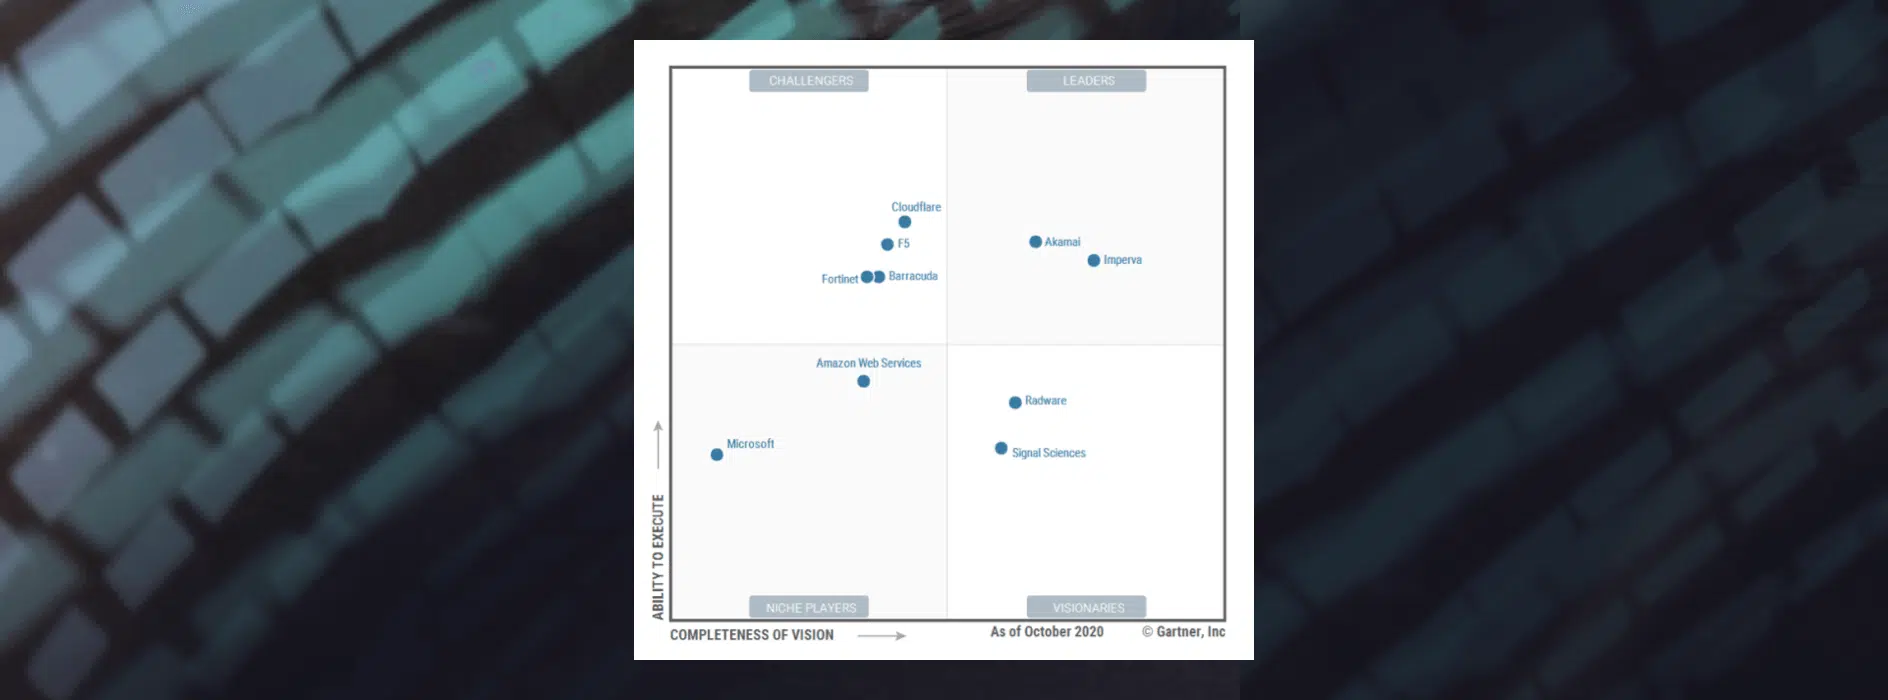 CHALLENGERS
LEADERS
Cloudflare
F5
Akamai
Imperva
Fortinet
Barracuda
Amazon Web Services
Radware
Microsoft
Signal Sciences
ABILITY TO EXECUTE
NICHE PLAYERS
VISIONARIES
COMPLETENESS OF VISION
As of October 2020
© Gartner, Inc